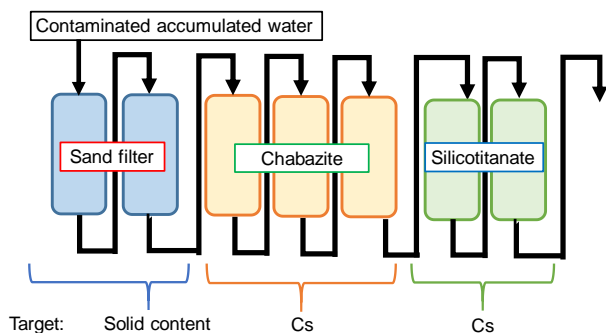 Contaminated accumulated water
Sand filter
Chabazite
Silicotitanate
Target: Solid content Cs Cs